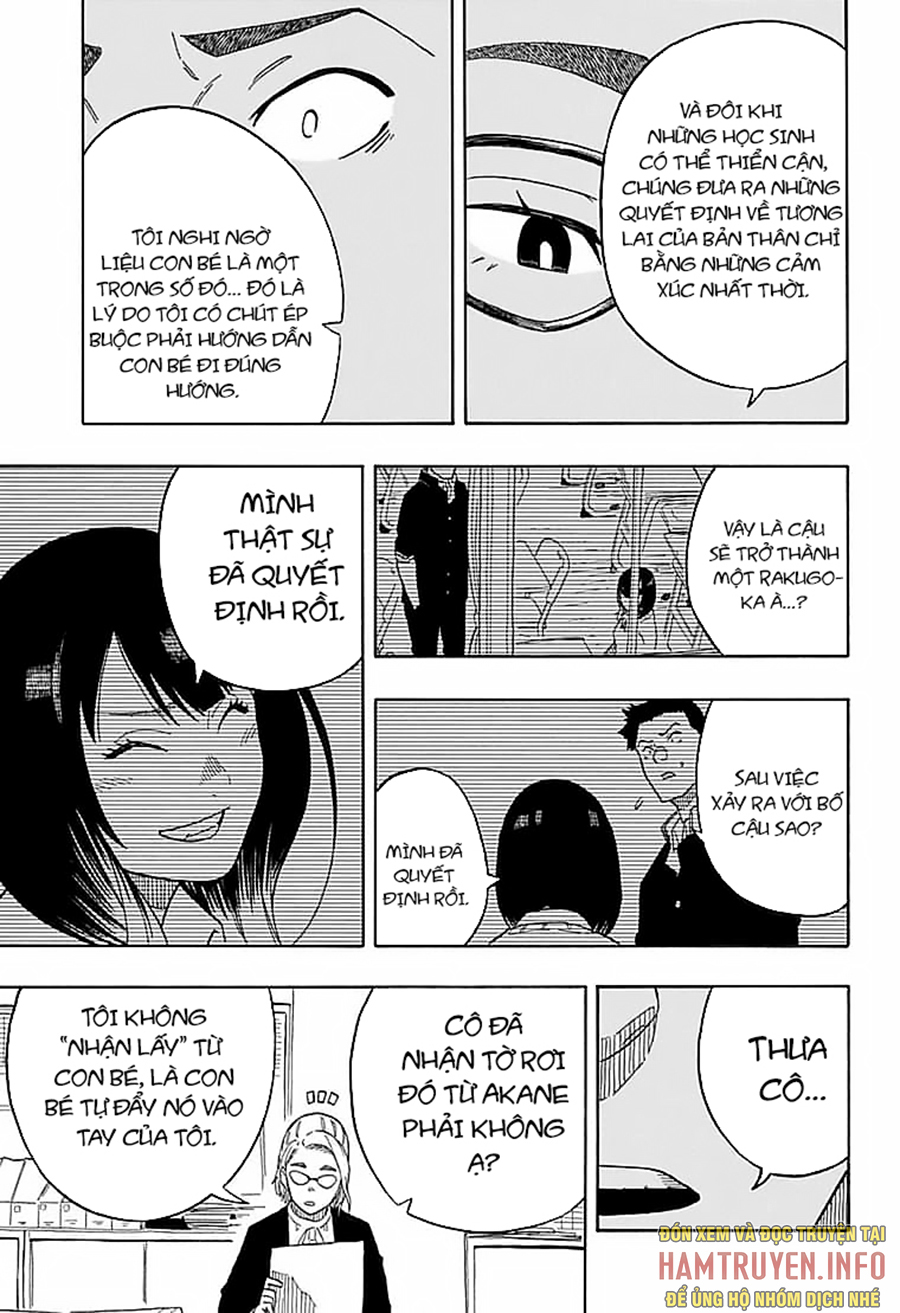 VÀ ĐÔI KHI
NHỮNG HỌC SINH
CÓ THỂ THIỂN CẬN,
CHÚNG ĐƯA RA NHỮNG
QUYẾT ĐỊNH VỀ TƯƠNG
LAI CỦA BẢN THÂN CHỈ
BẰNG NHỮNG CẢM
XÚC NHẤT THỜI.
TÔI NGHI NGỜ
LIỆU CON BÉ LÀ MỘT
TRONG SỐ ĐÓ... ĐÓ LÀ
LÝ DO TÔI CÓ CHÚT ÉP
BUỘC PHẢI HƯỚNG DẪN
CON BÉ ĐI ĐÚNG
HƯỚNG.
VẬY LÀ CẬU
SẼ TRỞ THÀNH
MỘT RAKUGO-
KA À...?
SAU VIỆC
XẢY RA VỚI BỐ
CẬU SAO?
MÌNH ĐÃ
QUYẾT
ĐỊNH RỒI.
MÌNH
THẬT SỰ
ĐÃ QUYẾT
ĐỊNH RỒI.
THƯA
CÔ...
CÔ ĐÃ
NHẬN TỜ RƠI
ĐÓ TỪ AKANE
PHẢI KHÔNG
Ạ?
TÔI KHÔNG
“NHẬN LẤY” TỪ
CON BÉ, LÀ CON
BÉ TỰ ĐẨY NÓ VÀO
TAY CỦA TÔI.
ĐÓN XEM VÀ ĐỌC TRUYỆN TẠI
HAMTRUYEN.INFO
ĐỂ ỦNG HỘ NHÓM DỊCH NHÉ